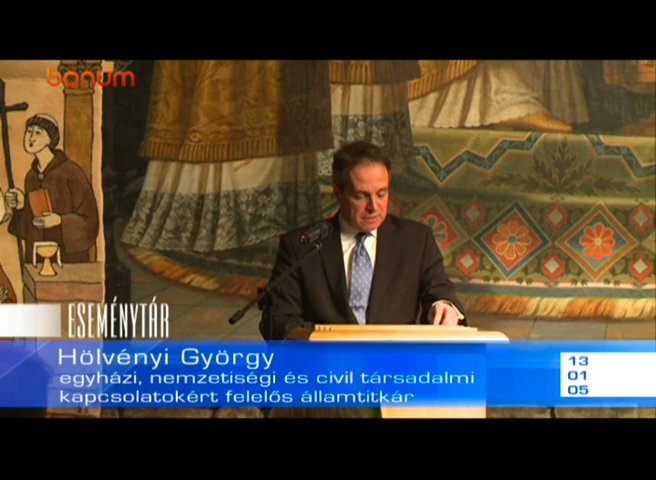 bonum
ESEMÉNYTÁR
Hölvényi György
egyházi, nemzetiségi és civil társadalmi
kapcsolatokért felelős államtitkár
13
01
05